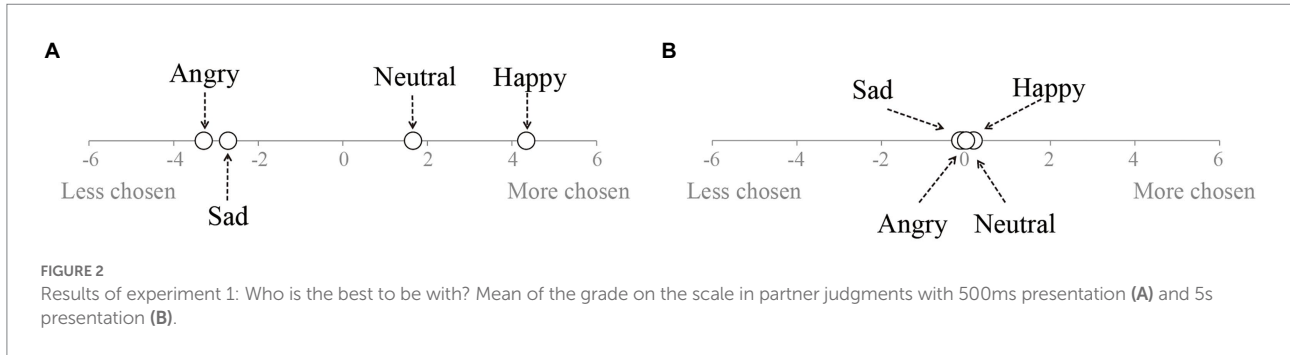 A
Angry
Neutral
Happy
-6
-4
-2
0
2
4
6
Less chosen
More chosen
Sad
B
Sad
Happy
-6
-4
-2
0
2
4
6
Less chosen
More chosen
Angry
Neutral
FIGURE 2
Results of experiment 1: Who is the best to be with? Mean of the grade on the scale in partner judgments with 500ms presentation (A) and 5s
presentation (B).